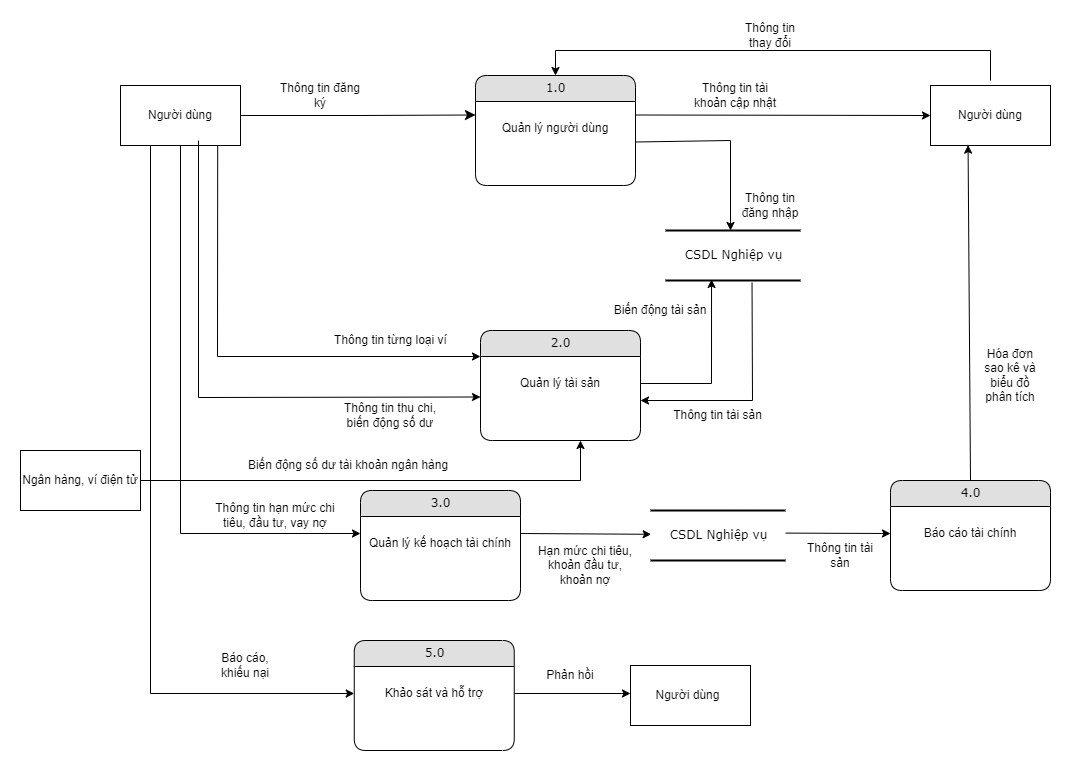 Thông tin
thay đổi
Thông tin đăng
ký
1.0
Thông tin tài
khoản cập nhật
Người dùng
Quản lý người dùng
Người dùng
Thông tin
đăng nhập
CSDL Nghiệp vụ
Biến động tài sản
Thông tin từng loại ví
2.0
Quản lý tài sản
Thông tin thu chi,
biến động số dư
Thông tin tài sản
Hóa đơn
sao kê và
biểu đồ
phân tích
Biến động số dư tài khoản ngân hàng
Ngân hàng, ví điện tử
Thông tin hạn mức chi
tiêu, đầu tư, vay nợ
3.0
Quản lý kế hoạch tài chính
Hạn mức chi tiêu,
khoản đầu tư,
khoản nợ
CSDL Nghiệp vụ
Thông tin tài
sản
4.0
Báo cáo tài chính
Báo cáo,
khiếu nại
5.0
Khảo sát và hỗ trợ
Phản hồi
Người dùng